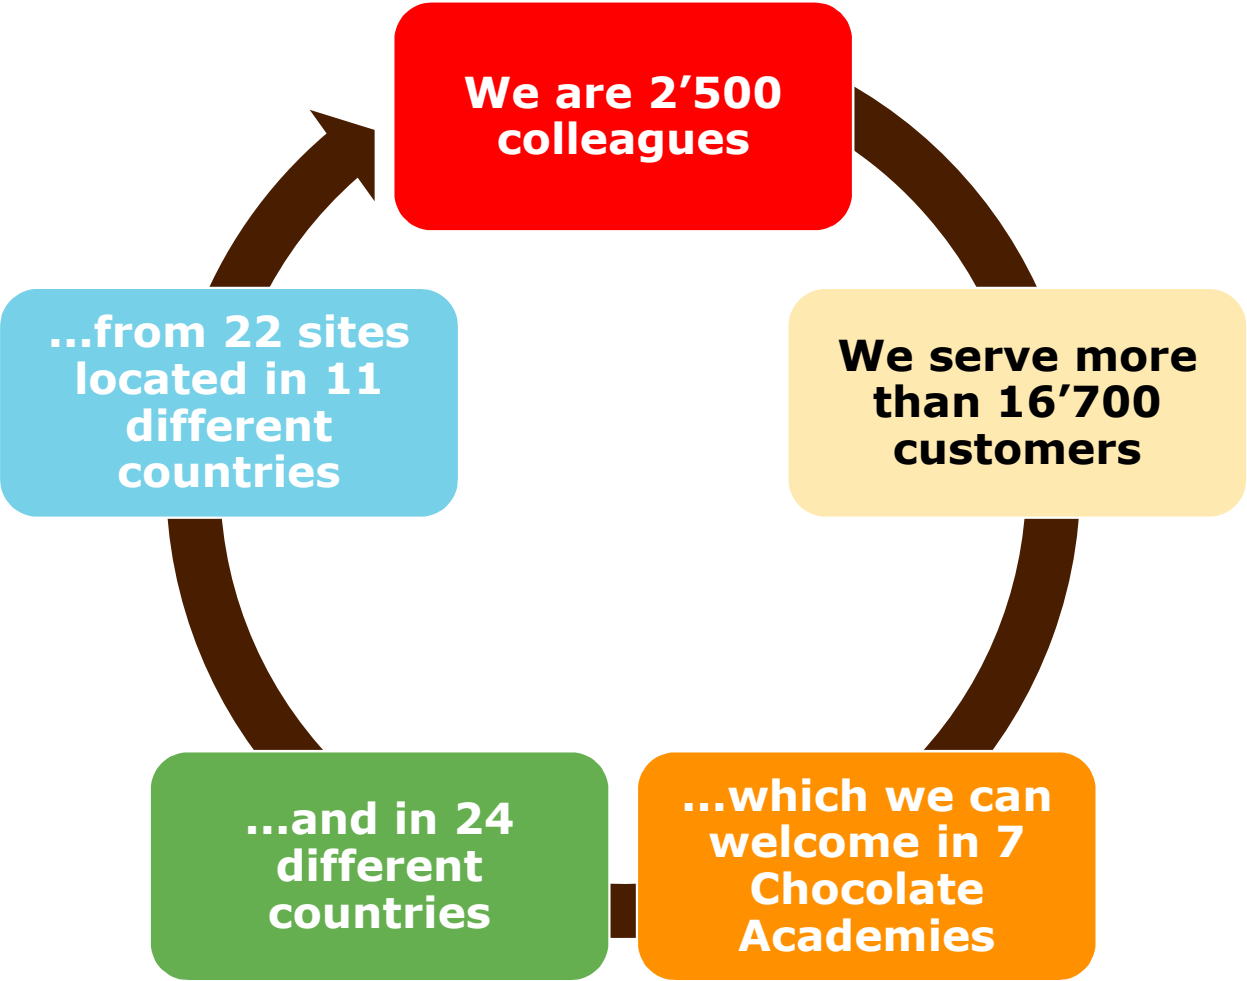 We are 2’500
colleagues
We serve more
than 16’700
customers
...which we can
welcome in 7
Chocolate
Academies
...and in 24
different
countries
...from 22 sites
located in 11
different
countries